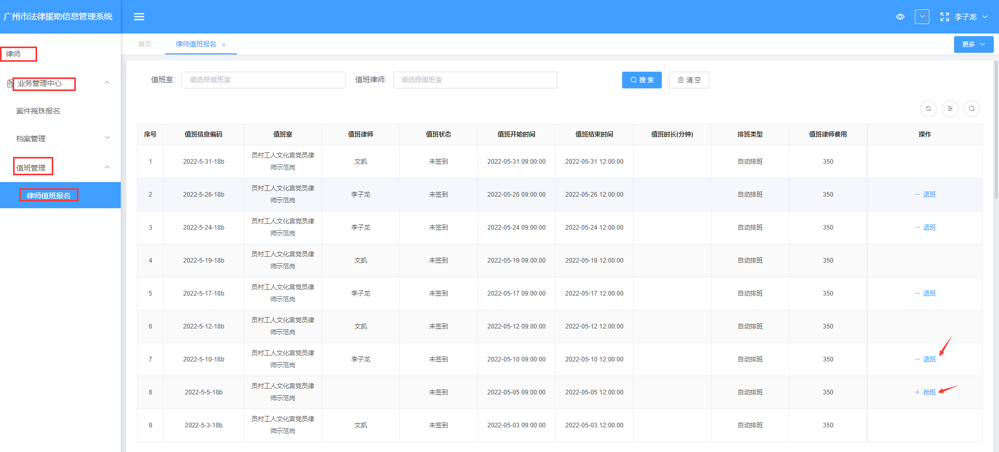 广州市法律援助信息管理系统
李子龙
律师
业务管理中心
案件摇珠报名
档案管理
值班管理
律师值班报名
首页
律师值班报名 ×
更多
值班室:
请选择值班室
值班律师:
请选择值班室
搜 索
清 空
序号 值班信息编码 值班室 值班律师 值班状态 值班开始时间 值班结束时间 值班时长(分钟) 排班类型 值班律师费用 操作
1 2022-5-31-18b 员村工人文化宫党员律师示范岗 文凯 未签到 2022-05-31 09:00:00 2022-05-31 12:00:00 自动排班 350
2 2022-5-26-18b 员村工人文化宫党员律师示范岗 李子龙 未签到 2022-05-26 09:00:00 2022-05-26 12:00:00 自动排班 350 退班
3 2022-5-24-18b 员村工人文化宫党员律师示范岗 李子龙 未签到 2022-05-24 09:00:00 2022-05-24 12:00:00 自动排班 350 退班
4 2022-5-19-18b 员村工人文化宫党员律师示范岗 文凯 未签到 2022-05-19 09:00:00 2022-05-19 12:00:00 自动排班 350
5 2022-5-17-18b 员村工人文化宫党员律师示范岗 李子龙 未签到 2022-05-17 09:00:00 2022-05-17 12:00:00 自动排班 350 退班
6 2022-5-12-18b 员村工人文化宫党员律师示范岗 文凯 未签到 2022-05-12 09:00:00 2022-05-12 12:00:00 自动排班 350
7 2022-5-10-18b 员村工人文化宫党员律师示范岗 李子龙 未签到 2022-05-10 09:00:00 2022-05-10 12:00:00 自动排班 350 退班
8 2022-5-5-18b 员村工人文化宫党员律师示范岗 未签到 2022-05-05 09:00:00 2022-05-05 12:00:00 自动排班 350 抢班
9 2022-5-3-18b 员村工人文化宫党员律师示范岗 文凯 未签到 2022-05-03 09:00:00 2022-05-03 12:00:00 自动排班 350